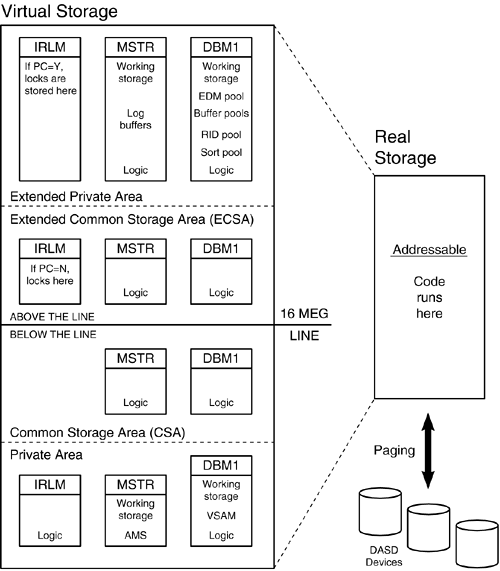 Virtual Storage
IRLM
If PC=Y,
locks are
stored here
MSTR
Working
storage
Log
buffers
Logic
DBM1
Working
storage
EDM pool
Buffer pools
RID pool
Sort pool
Logic
Extended Private Area
Extended Common Storage Area (ECSA)
IRLM
If PC=N,
locks here
MSTR
Logic
DBM1
Logic
ABOVE THE LINE
16 MEG
BELOW THE LINE
LINE
MSTR
Logic
DBM1
Logic
Common Storage Area (CSA)
Private Area
IRLM
Logic
MSTR
Working
storage
AMS
DBM1
Working
storage
VSAM
Logic
Real
Storage
Addressable
Code
runs
here
Paging
DASD
Devices